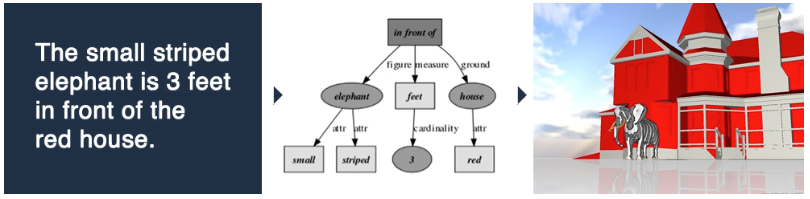 The small striped
elephant is 3 feet
in front of the
red house.
in front of
figure measure ground
elephant feet house
attr attr cardinality attr
small striped 3 red